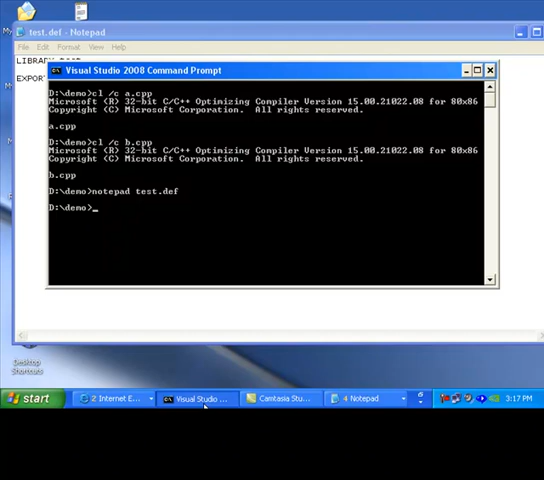 test.def - Notepad
File Edit Format View Help
LIBRARY
EXPOR
Visual Studio 2008 Command Prompt
D:\demo>cl /c a.cpp
Microsoft (R) 32-bit C/C++ Optimizing Compiler Version 15.00.21022.08 for 80x86
Copyright (C) Microsoft Corporation.  All rights reserved.
a.cpp
D:\demo>cl /c b.cpp
Microsoft (R) 32-bit C/C++ Optimizing Compiler Version 15.00.21022.08 for 80x86
Copyright (C) Microsoft Corporation.  All rights reserved.
b.cpp
D:\demo>notepad test.def
D:\demo>_
Desktop
Shortcuts
start
2 Internet E...
Visual Studio ...
Camtasia Stu...
4 Notepad
3:17 PM